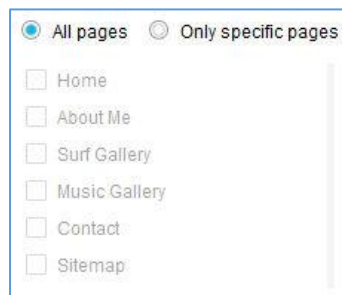 All pages Only specific pages
Home
About Me
Surf Gallery
Music Gallery
Contact
Sitemap